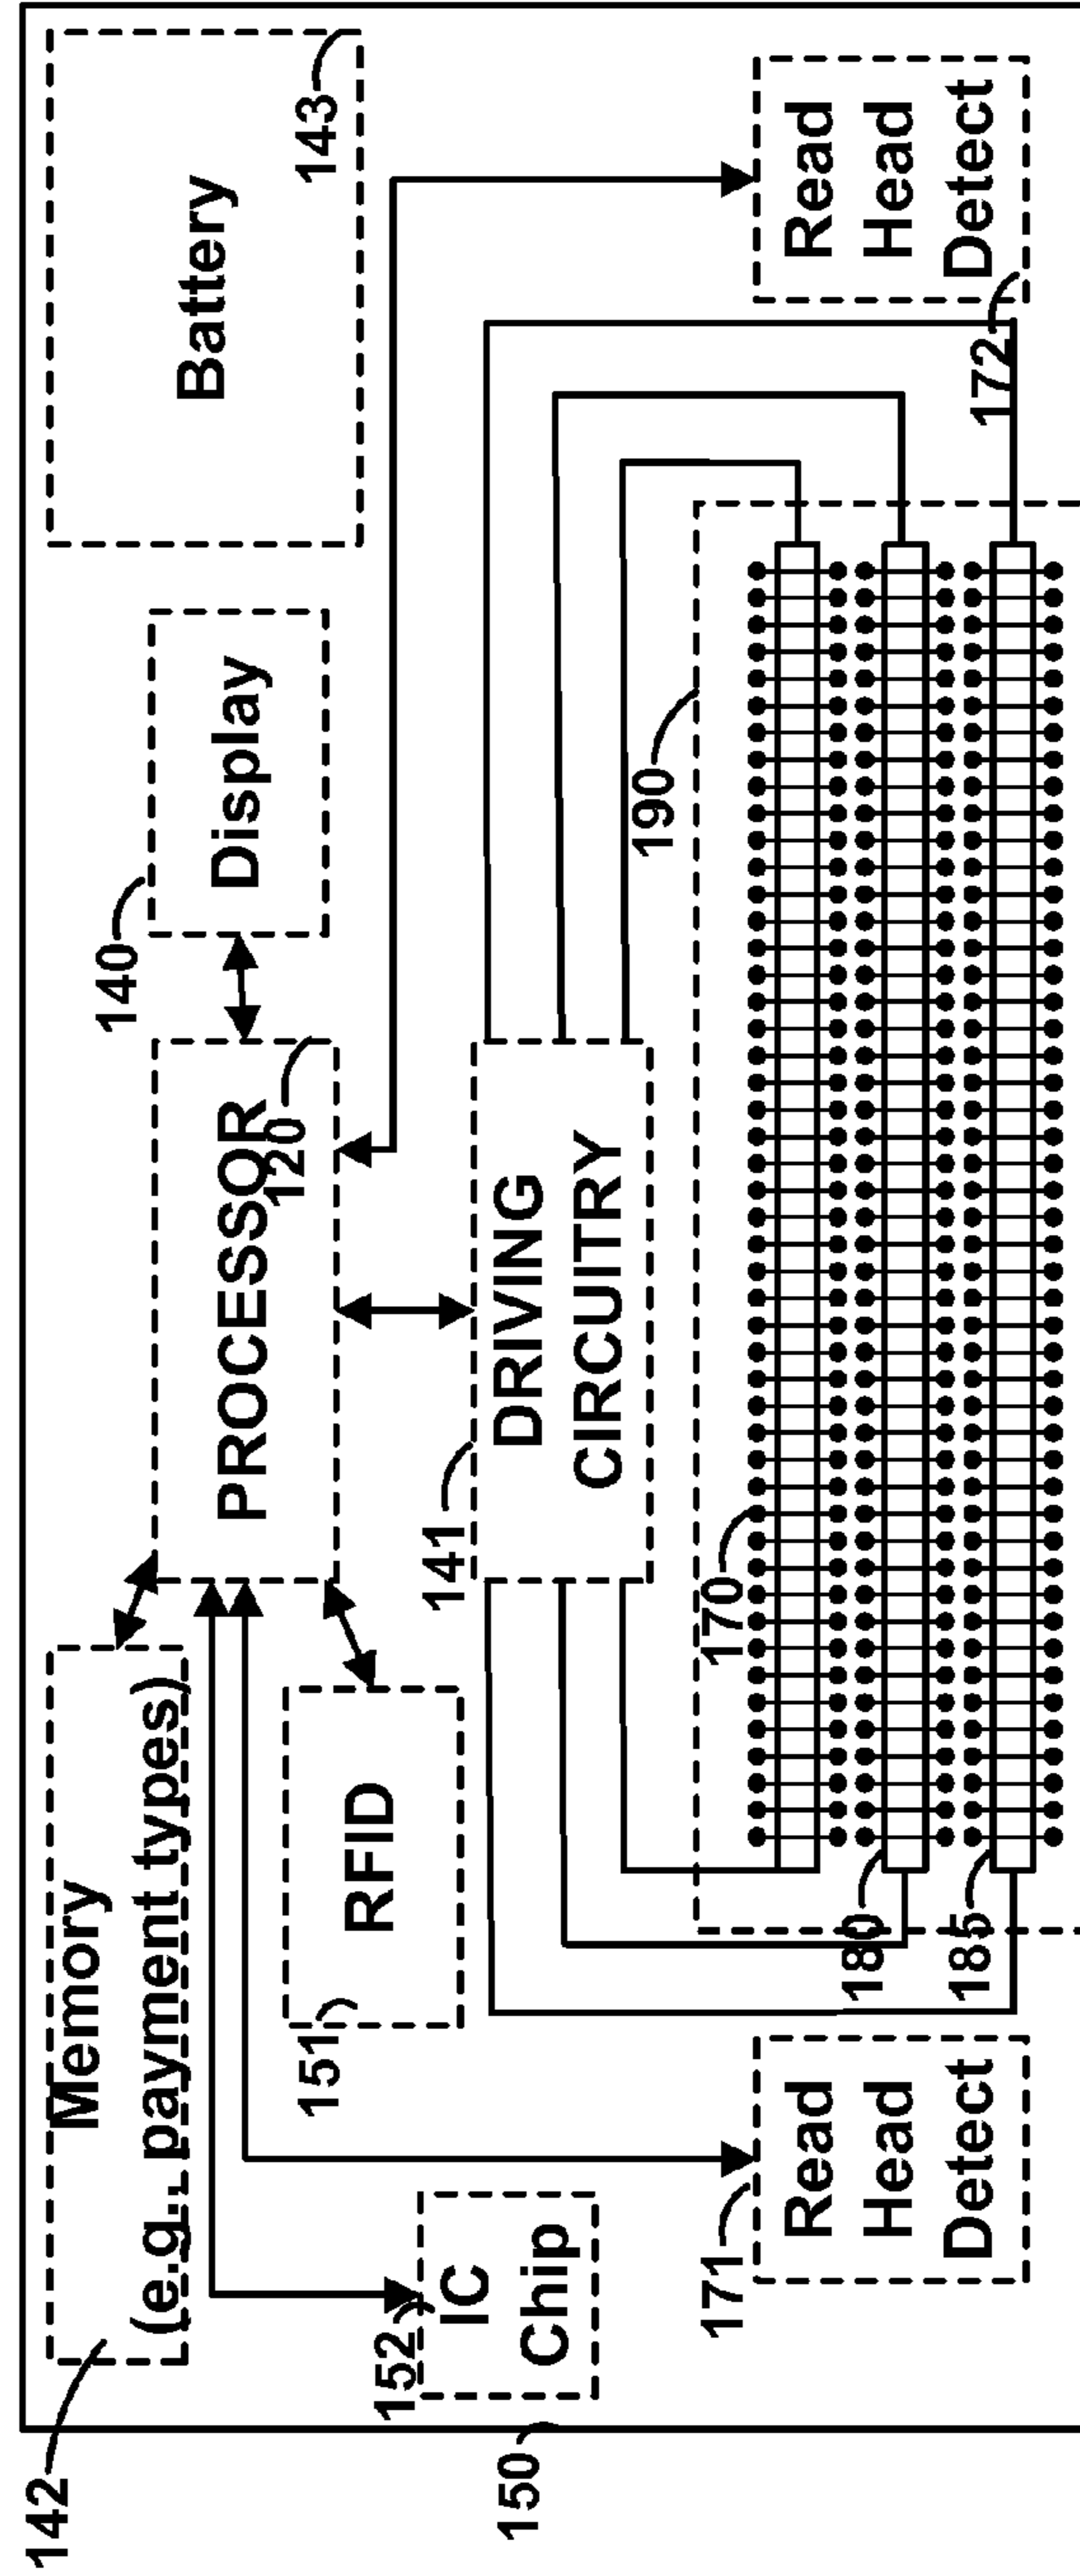 142
Memory
(e.g., payment types)
PROCESSOR
120
140
Display
Battery
143
152
IC
Chip
151
RFID
141
DRIVING
CIRCUITRY
150
171
Read
Head
Detect
170
180
185
190
172
Read
Head
Detect